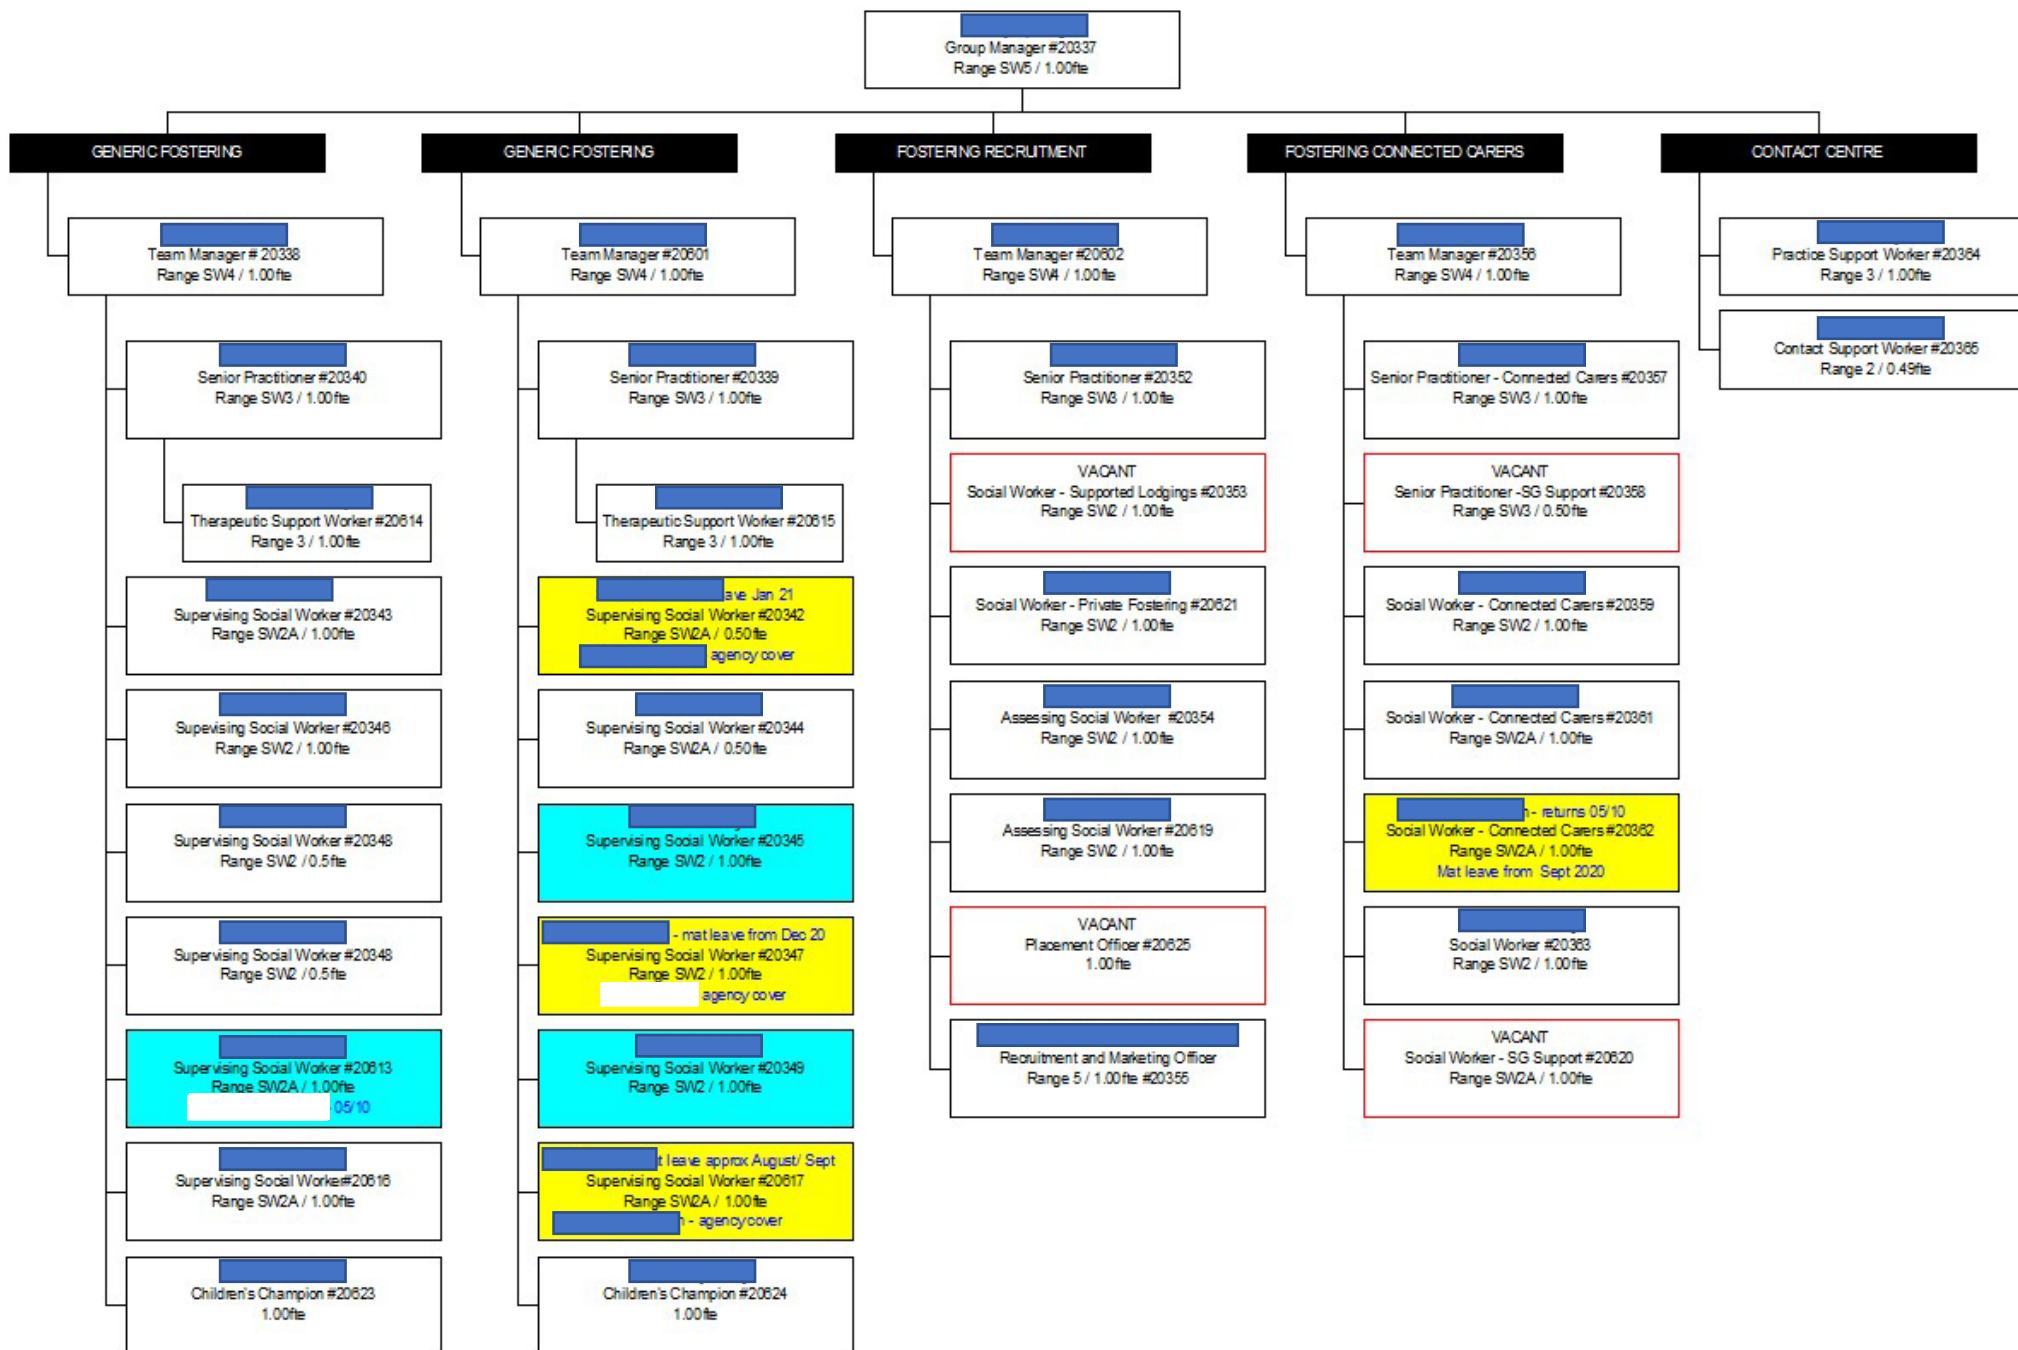 Group Manager #20337
Range SW5 / 1.00fte
GENERIC FOSTERING
GENERIC FOSTERING
FOSTERING RECRUITMENT
FOSTERING CONNECTED CARERS
CONTACT CENTRE
Team Manager # 20338
Range SW4 / 1.00fte
Senior Practitioner #20340
Range SW3 / 1.00fte
Therapeutic Support Worker #20614
Range 3 / 1.00fte
Supervising Social Worker #20343
Range SW2A / 1.00fte
Supevising Social Worker #20346
Range SW2 / 1.00fte
Supervising Social Worker #20348
Range SW2 / 0.5fte
Supervising Social Worker #20348
Range SW2 / 0.5fte
Supervising Social Worker #20613
Range SW2A / 1.00fte
- 05/10
Supervising Social Worker#20616
Range SW2A / 1.00fte
Children's Champion #20623
1.00fte
Team Manager #20601
Range SW4 / 1.00fte
Senior Practitioner #20339
Range SW3 / 1.00fte
Therapeutic Support Worker #20615
Range 3 / 1.00fte
ave Jan 21
Supervising Social Worker #20342
Range SW2A / 0.50fte
agency cover
Supervising Social Worker #20344
Range SW2A / 0.50fte
Supervising Social Worker #20345
Range SW2 / 1.00fte
- mat leave from Dec 20
Supervising Social Worker #20347
Range SW2 / 1.00fte
agency cover
Supervising Social Worker #20349
Range SW2 / 1.00fte
t leave approx August/ Sept
Supervising Social Worker #20617
Range SW2A / 1.00fte
- agency cover
Children's Champion #20624
1.00fte
Team Manager #20602
Range SW4 / 1.00fte
Senior Practitioner #20352
Range SW3 / 1.00fte
VACANT
Social Worker - Supported Lodgings #20353
Range SW2 / 1.00fte
Social Worker - Private Fostering #20621
Range SW2 / 1.00fte
Assessing Social Worker #20354
Range SW2 / 1.00fte
Assessing Social Worker #20619
Range SW2 / 1.00fte
VACANT
Placement Officer #20625
1.00fte
Recruitment and Marketing Officer
Range 5 / 1.00fte #20355
Team Manager #20356
Range SW4 / 1.00fte
Senior Practitioner - Connected Carers #20357
Range SW3 / 1.00fte
VACANT
Senior Practitioner -SG Support #20358
Range SW3 / 0.50fte
Social Worker - Connected Carers #20359
Range SW2 / 1.00fte
Social Worker - Connected Carers #20361
Range SW2A / 1.00fte
- returns 05/10
Social Worker - Connected Carers #20362
Range SW2A / 1.00fte
Mat leave from Sept 2020
Social Worker #20363
Range SW2 / 1.00fte
VACANT
Social Worker - SG Support #20620
Range SW2A / 1.00fte
Practice Support Worker #20364
Range 3 / 1.00fte
Contact Support Worker #20365
Range 2 / 0.49fte